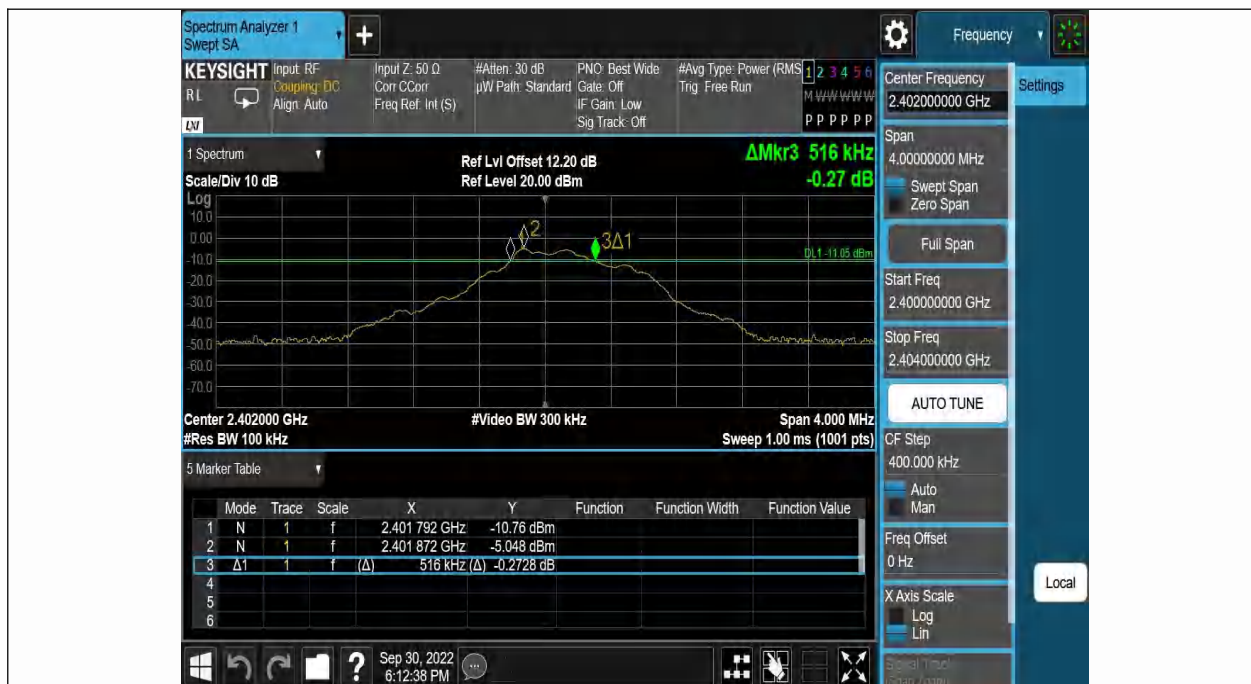 Spectrum Analyzer 1
Swept SA
+
Frequency
KEYSIGHT
RL
LXI
Input: RF
Coupling: DC
Align: Auto
Input Z: 50 Ω
Corr CCorr
Freq Ref: Int (S)
#Atten: 30 dB
µW Path: Standard
PNO: Best Wide
Gate: Off
IF Gain: Low
Sig Track: Off
#Avg Type: Power (RMS
Trig: Free Run
1 2 3 4 5 6
M W W W W W
P P P P P P
Center Frequency
2.402000000 GHz
Settings
Span
4.00000000 MHz
Swept Span
Zero Span
Full Span
Start Freq
2.400000000 GHz
Stop Freq
2.404000000 GHz
AUTO TUNE
CF Step
400.000 kHz
Auto
Man
Freq Offset
0 Hz
X Axis Scale
Log
Lin
Local
1 Spectrum
Scale/Div 10 dB
Ref Lvl Offset 12.20 dB
Ref Level 20.00 dBm
ΔMkr3 516 kHz
-0.27 dB
Log
10.0
0.00
-10.0
-20.0
-30.0
-40.0
-50.0
-60.0
-70.0
2
3Δ1
DL1 -11.05 dBm
Center 2.402000 GHz
#Video BW 300 kHz
Span 4.000 MHz
#Res BW 100 kHz
Sweep 1.00 ms (1001 pts)
5 Marker Table
Mode Trace Scale X Y Function Function Width Function Value
1 N 1 f 2.401 792 GHz -10.76 dBm
2 N 1 f 2.401 872 GHz -5.048 dBm
3 Δ1 1 f (Δ) 516 kHz (Δ) -0.2728 dB
4
5
6
?
Sep 30, 2022
6:12:38 PM